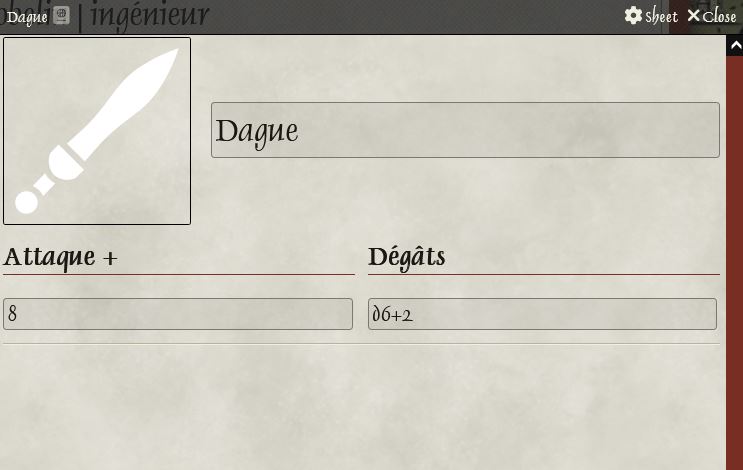 | ingénieur
Dague
Sheet
Close
Dague
Attaque +
Dégâts
8
d6+2